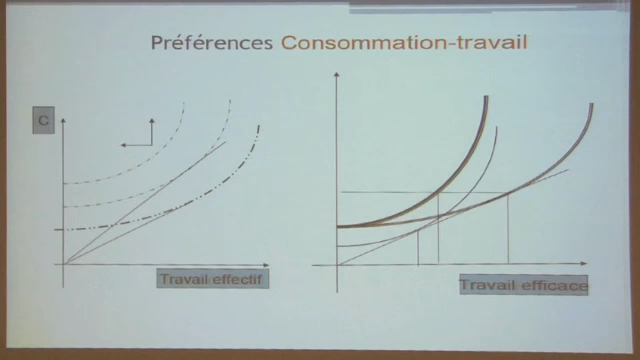 Préférences Consommation-travail
C
Travail effectif
Travail efficace